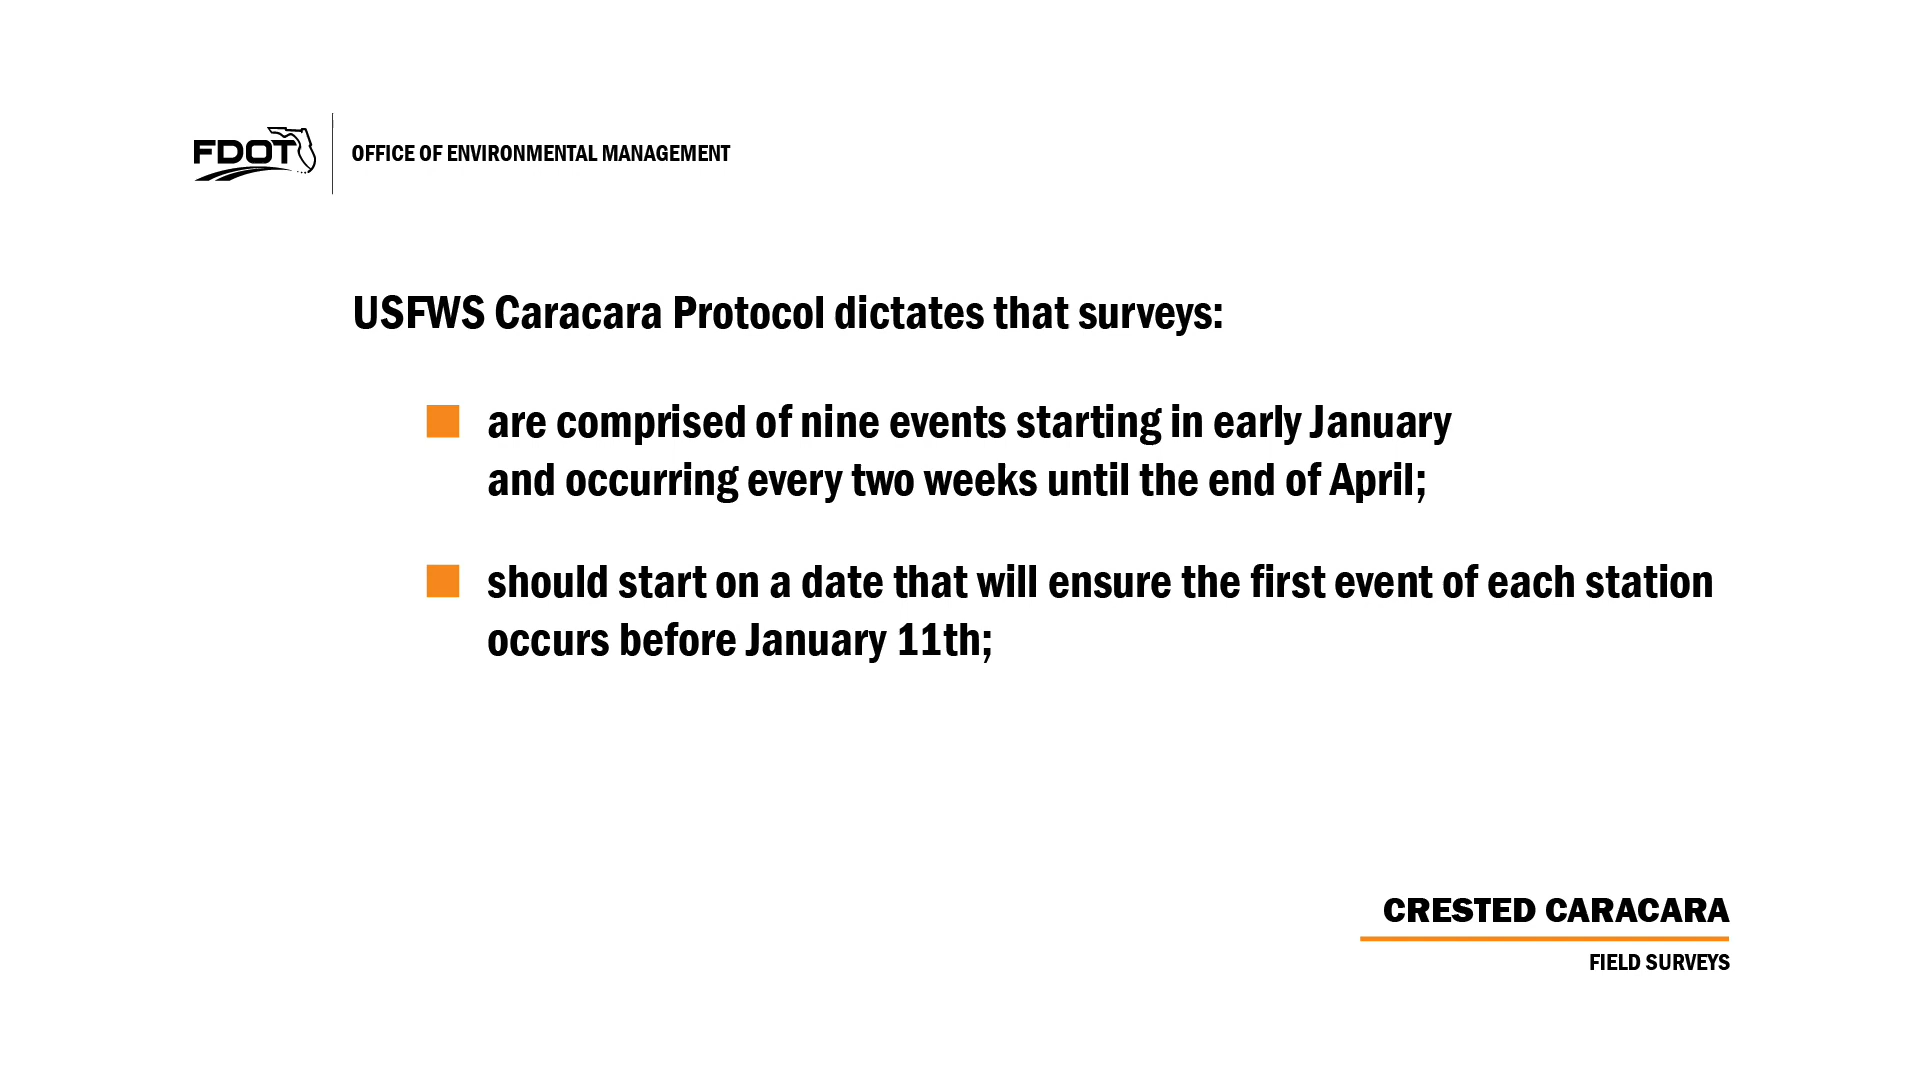 FDOT
OFFICE OF ENVIRONMENTAL MANAGEMENT
USFWS Caracara Protocol dictates that surveys:
are comprised of nine events starting in early January
and occurring every two weeks until the end of April;
should start on a date that will ensure the first event of each station
occurs before January 11th;
CRESTED CARACARA
FIELD SURVEYS